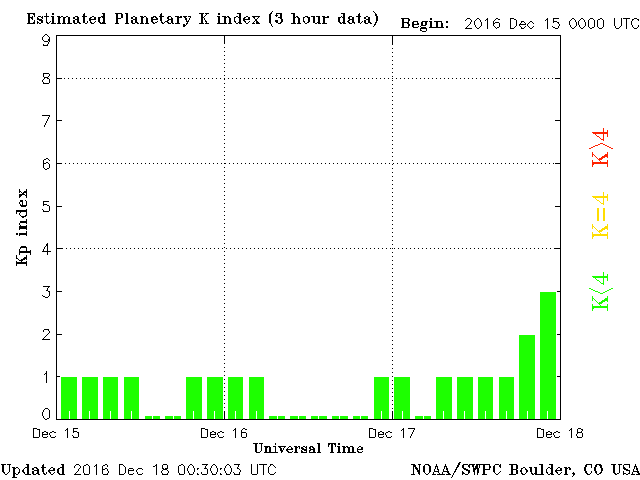 Estimated Planetary K index (3 hour data)
Begin: 2016 Dec 15 0000 UTC
9
8
7
6
5
4
3
2
1
0
Kp index
K>4
K=4
K<4
Dec 15
Dec 16
Dec 17
Dec 18
Universal Time
Updated 2016 Dec 18 00:30:03 UTC
NOAA/SWPC Boulder, CO USA